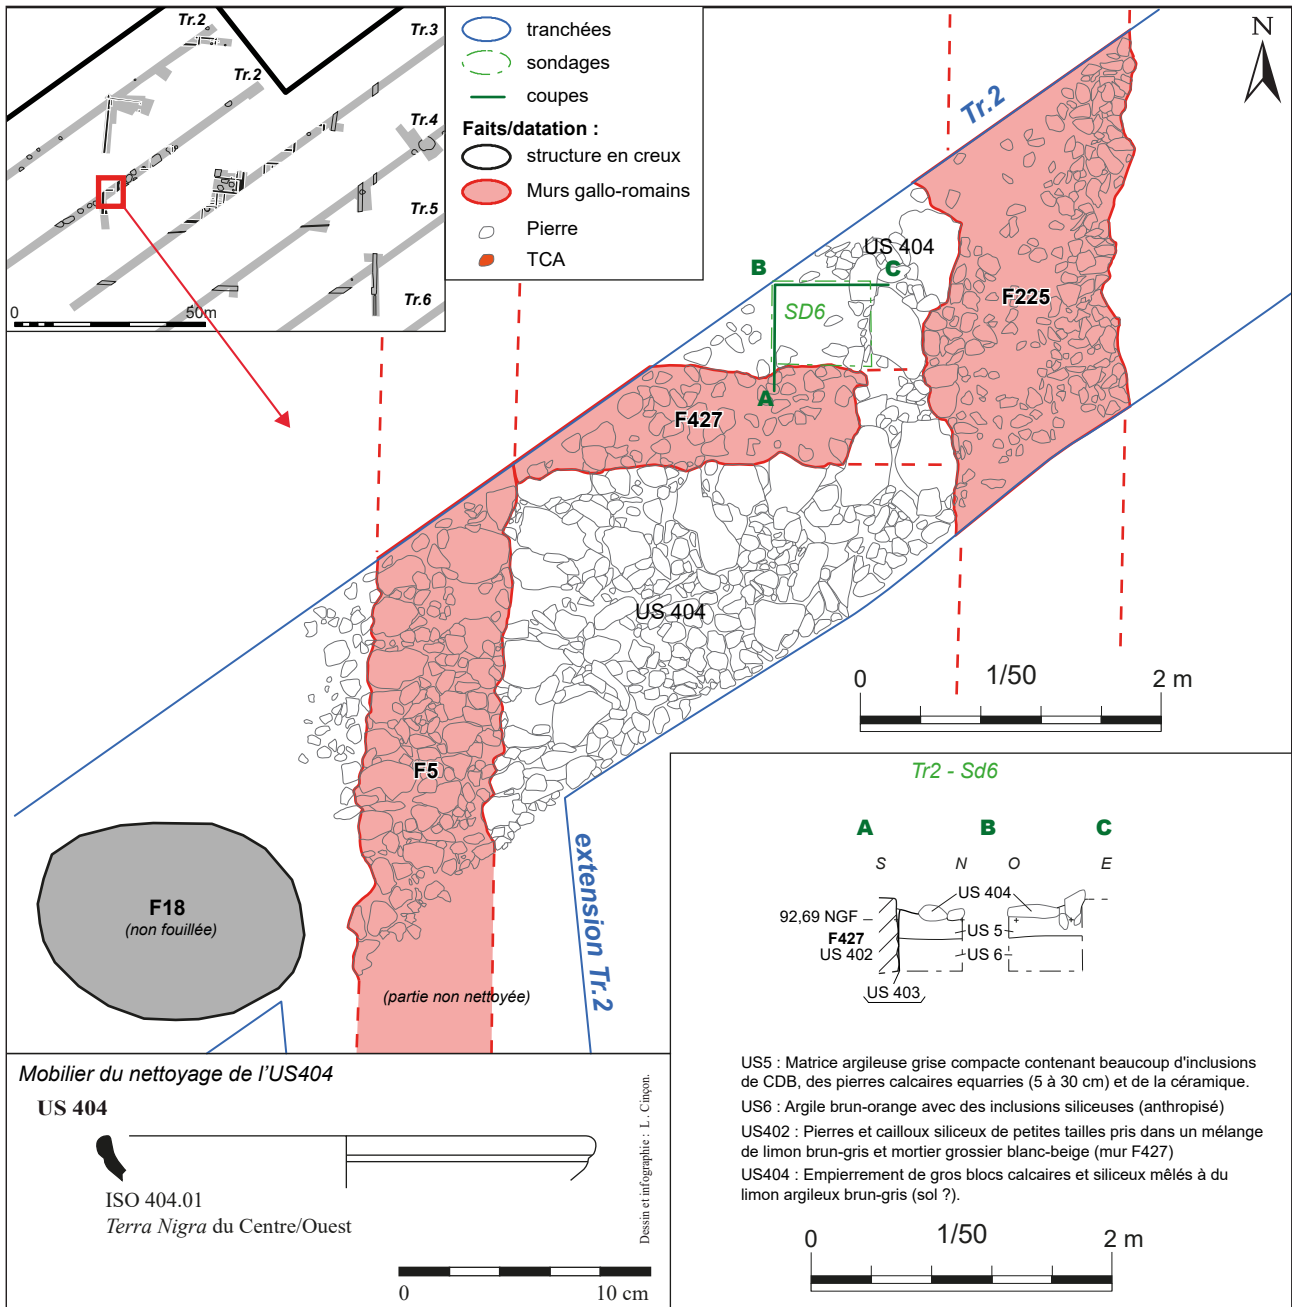 Tr.2
Tr.3
Tr.2
Tr.4
Tr.5
Tr.6
0
50m
tranchées
sondages
coupes
Faits/datation :
structure en creux
Murs gallo-romains
Pierre
TCA
N
Tr.2
US 404
B
C
SD6
F225
A
F427
US 404
0
1/50
2 m
F5
F18
(non fouillée)
extension Tr.2
(partie non nettoyée)
Tr2 - Sd6
A
B
C
S
N
O
E
US 404
92,69 NGF
F427
US 5
US 402
US 6
US 403
US5 : Matrice argileuse grise compacte contenant beaucoup d'inclusions
de CDB, des pierres calcaires equarries (5 à 30 cm) et de la céramique.
US6 : Argile brun-orange avec des inclusions siliceuses (anthropisé)
US402 : Pierres et cailloux siliceux de petites tailles pris dans un mélange
de limon brun-gris et mortier grossier blanc-beige (mur F427)
US404 : Empierrement de gros blocs calcaires et siliceux mêlés à du
limon argileux brun-gris (sol ?).
0
1/50
2 m
Mobilier du nettoyage de l'US404
US 404
ISO 404.01
Terra Nigra du Centre/Ouest
Dessin et infographie : L . Cinçon.
0
10 cm